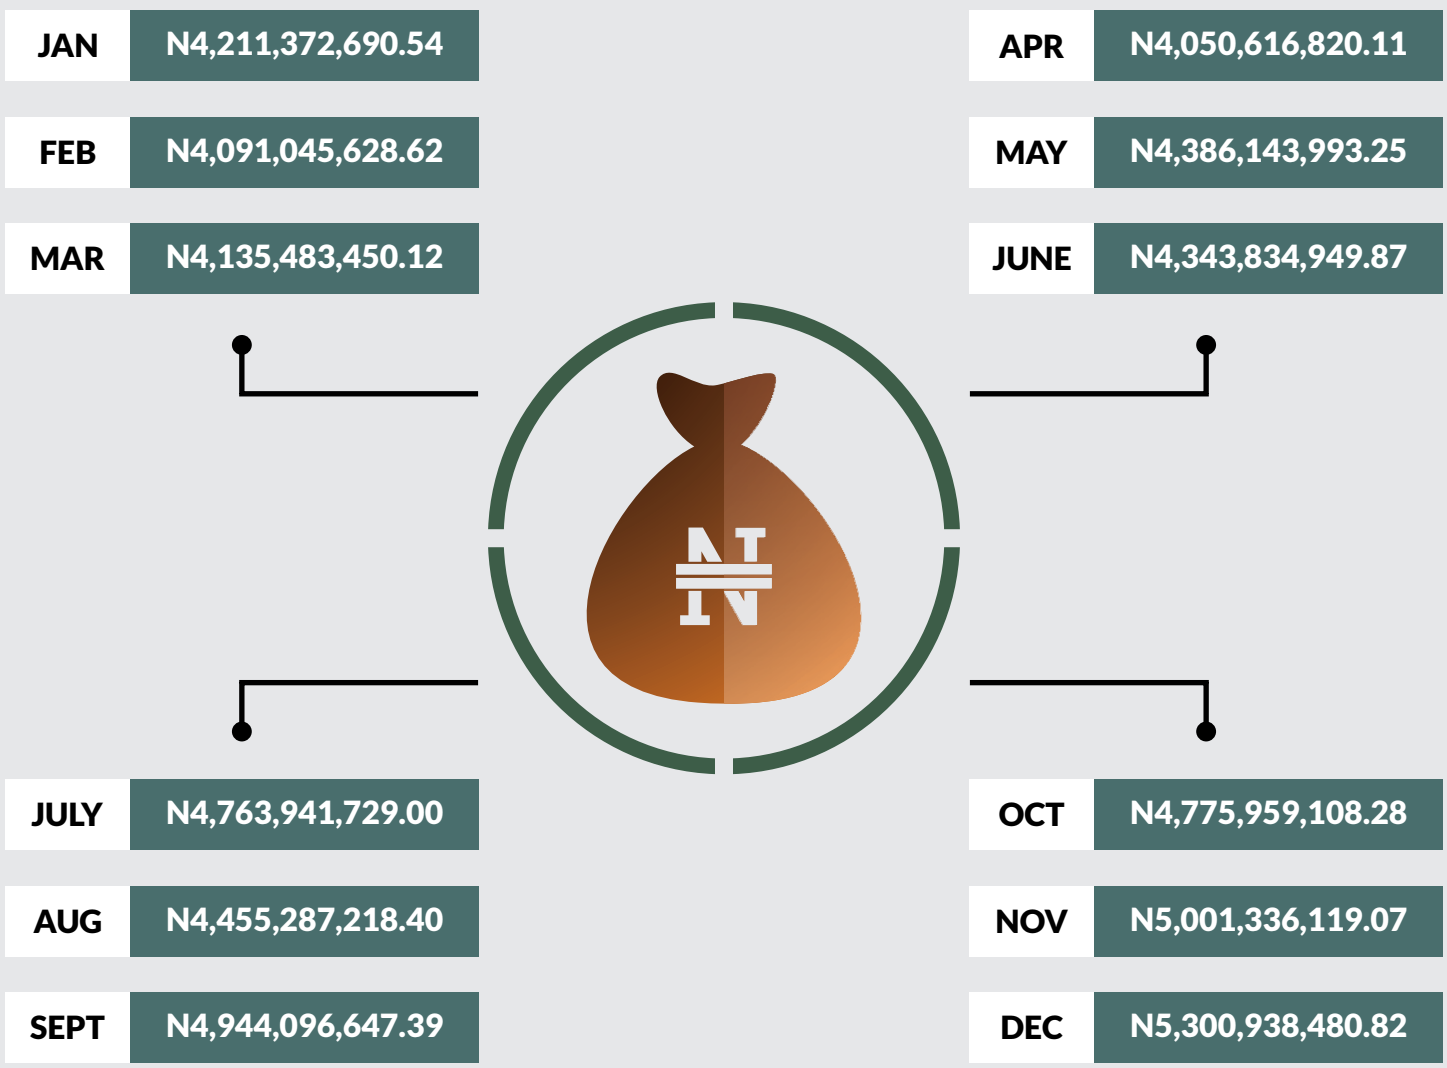 JAN N4,211,372,690.54
FEB N4,091,045,628.62
MAR N4,135,483,450.12
APR N4,050,616,820.11
MAY N4,386,143,993.25
JUNE N4,343,834,949.87
JULY N4,763,941,729.00
AUG N4,455,287,218.40
SEPT N4,944,096,647.39
OCT N4,775,959,108.28
NOV N5,001,336,119.07
DEC N5,300,938,480.82